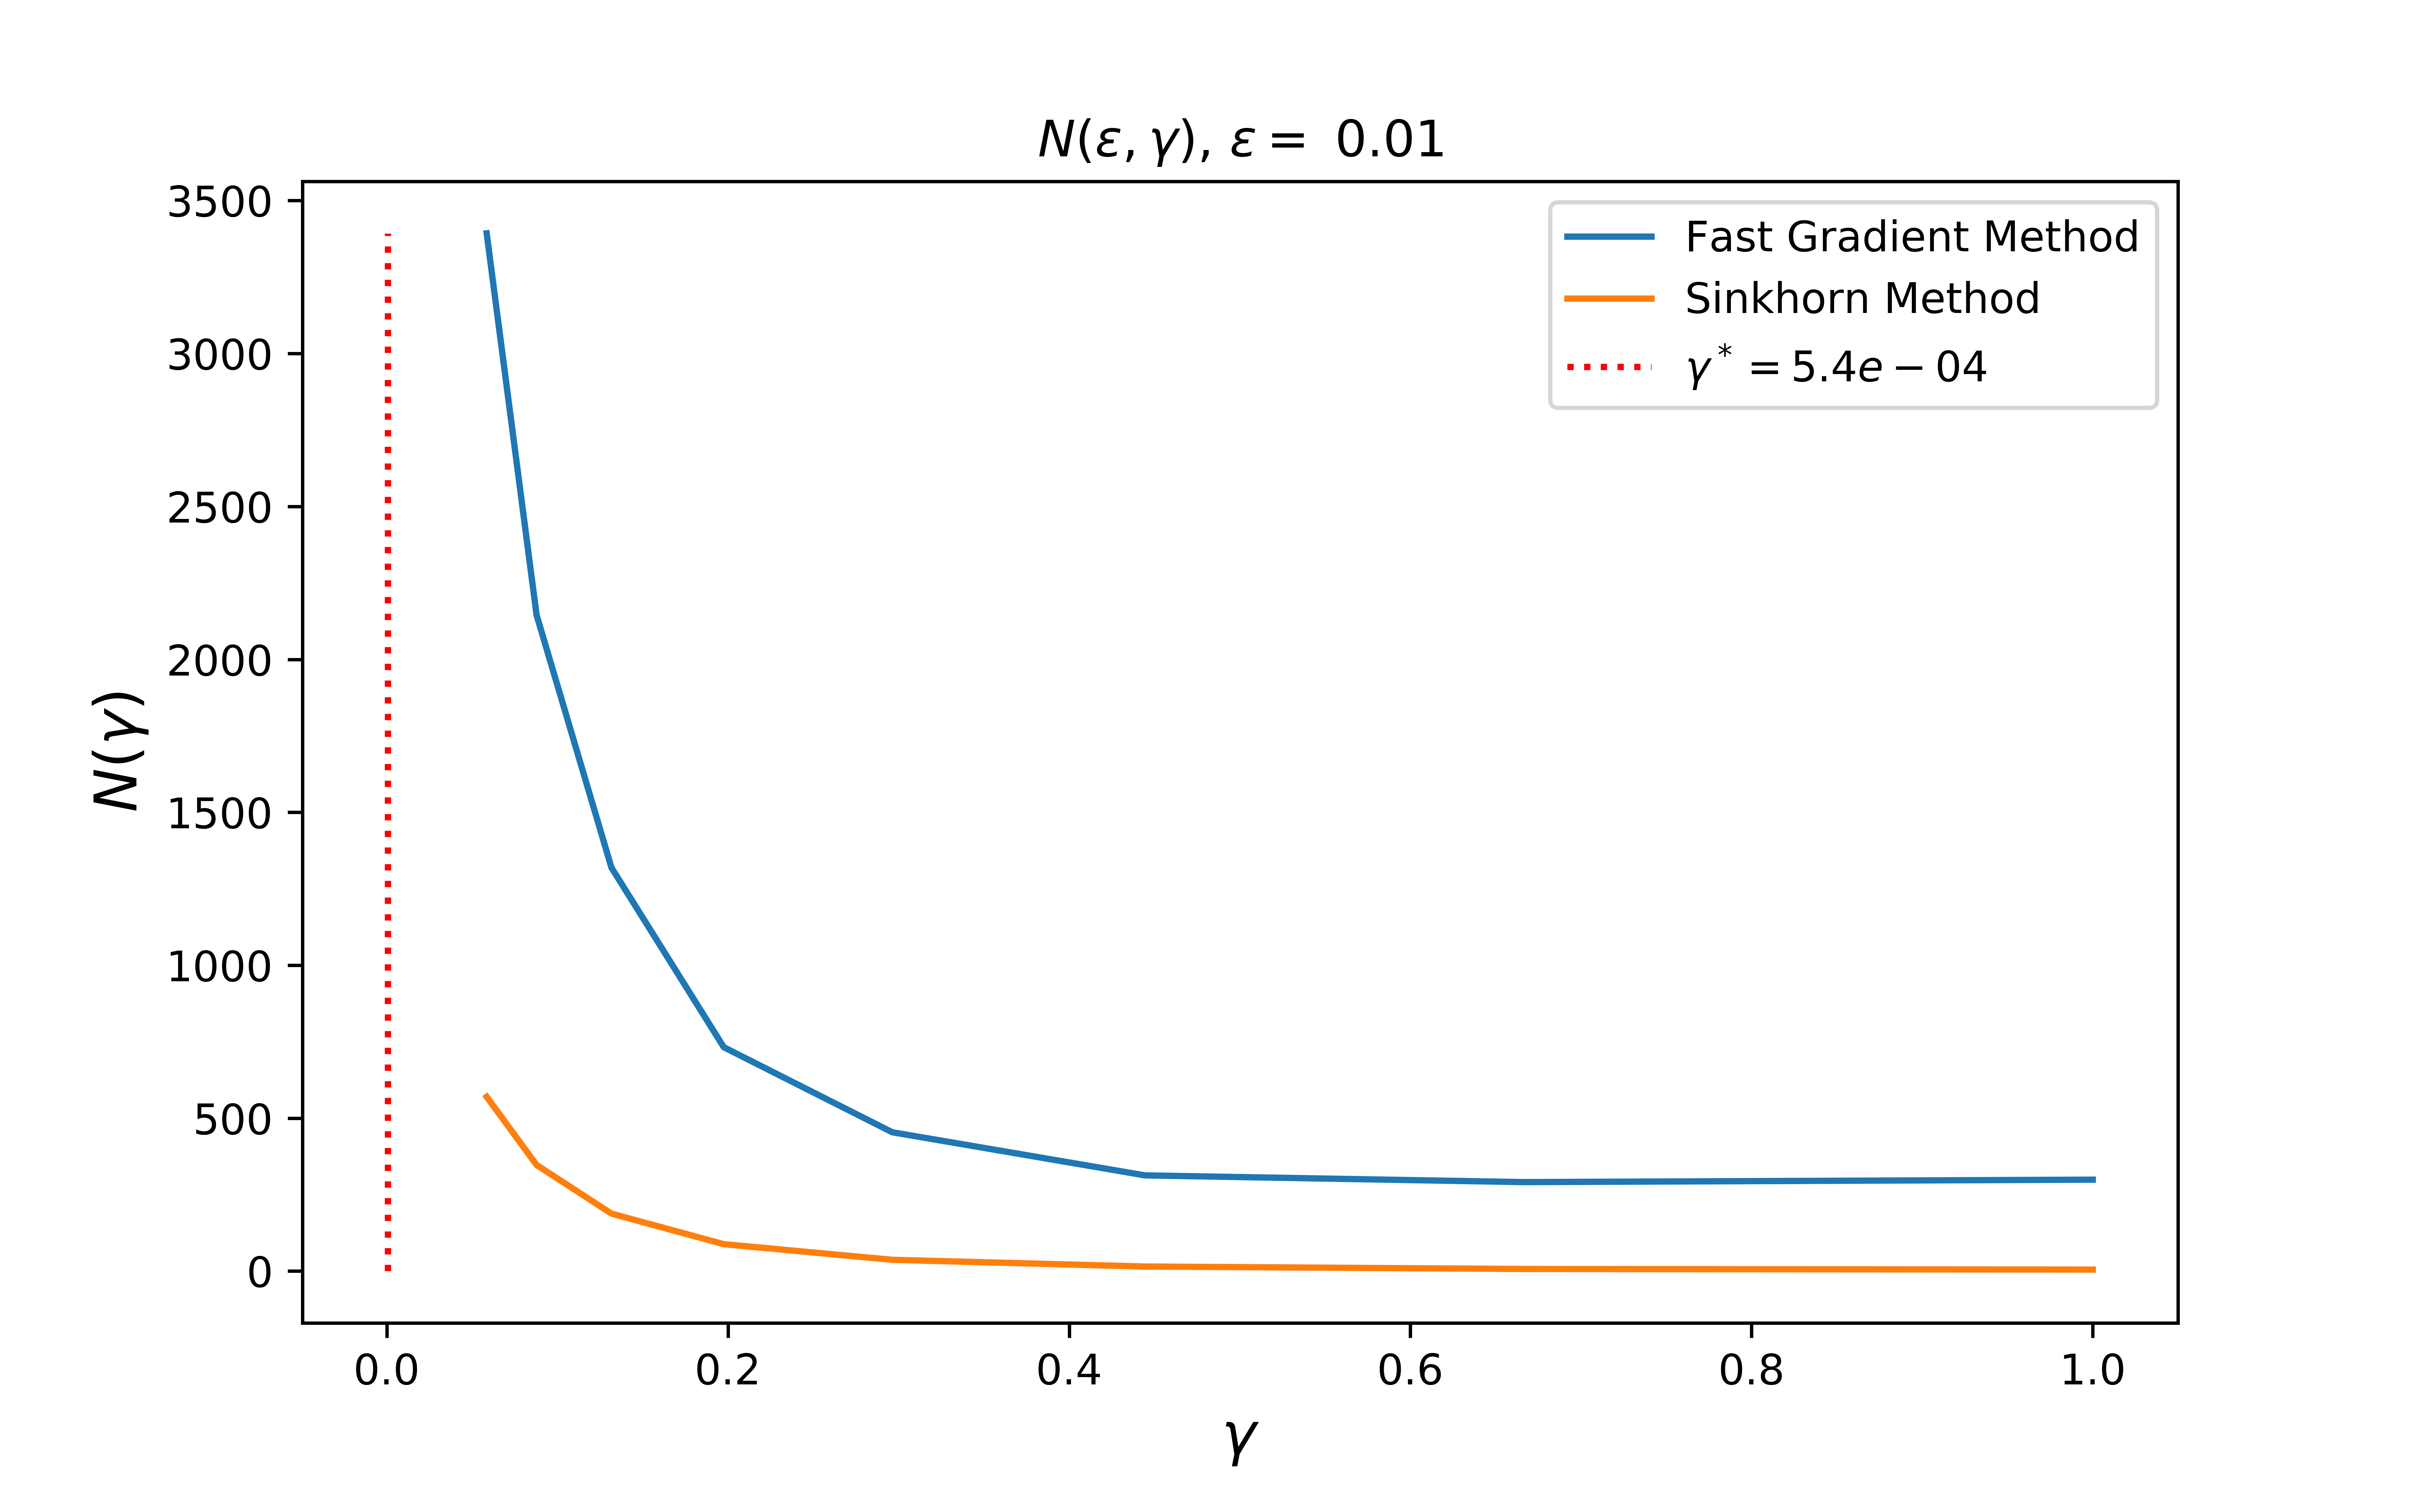 N(ε, γ), ε = 0.01
3500
3000
2500
2000
1500
1000
500
0
N(γ)
Fast Gradient Method
Sinkhorn Method
γ* = 5.4e − 04
0.0 0.2 0.4 0.6 0.8 1.0
γ